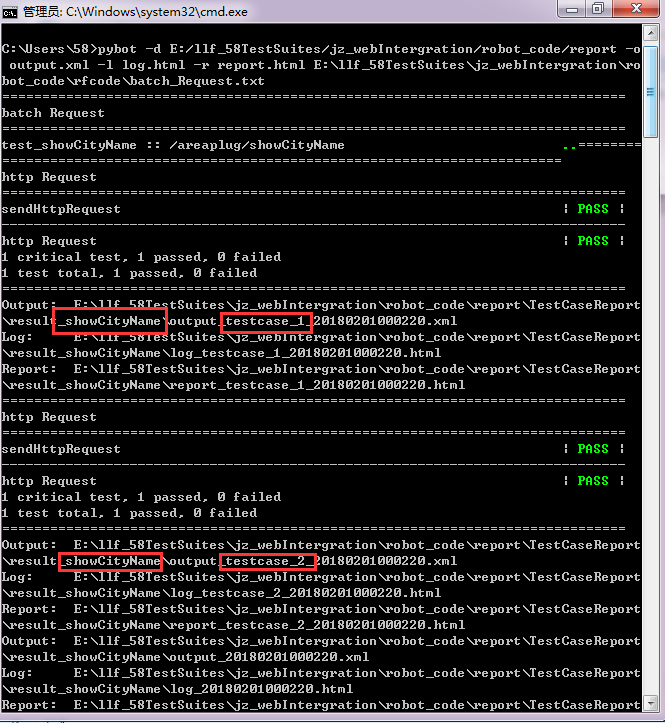 管理员: C:\Windows\system32\cmd.exe
C:\Users\58>pybot -d E:/llf_58TestSuites/jz_webIntergration/robot_code/report -o
 output.xml -l log.html -r report.html E:\llf_58TestSuites\jz_webIntergration\ro
bot_code\rfcode\batch_Request.txt
==============================================================================
batch Request
==============================================================================
test_showCityName :: /areaplug/showCityName                           ..========
======================================================================
http Request
==============================================================================
sendHttpRequest                                                       | PASS |
------------------------------------------------------------------------------
http Request                                                          | PASS |
1 critical test, 1 passed, 0 failed
1 test total, 1 passed, 0 failed
==============================================================================
Output:  E:\llf_58TestSuites\jz_webIntergration\robot_code\report\TestCaseReport
\result_showCityName\output_testcase_1_20180201000220.xml
Log:     E:\llf_58TestSuites\jz_webIntergration\robot_code\report\TestCaseReport
\result_showCityName\log_testcase_1_20180201000220.html
Report:  E:\llf_58TestSuites\jz_webIntergration\robot_code\report\TestCaseReport
\result_showCityName\report_testcase_1_20180201000220.html
==============================================================================
http Request
==============================================================================
sendHttpRequest                                                       | PASS |
------------------------------------------------------------------------------
http Request                                                          | PASS |
1 critical test, 1 passed, 0 failed
1 test total, 1 passed, 0 failed
==============================================================================
Output:  E:\llf_58TestSuites\jz_webIntergration\robot_code\report\TestCaseReport
\result_showCityName\output_testcase_2_20180201000220.xml
Log:     E:\llf_58TestSuites\jz_webIntergration\robot_code\report\TestCaseReport
\result_showCityName\log_testcase_2_20180201000220.html
Report:  E:\llf_58TestSuites\jz_webIntergration\robot_code\report\TestCaseReport
\result_showCityName\report_testcase_2_20180201000220.html
Output:  E:\llf_58TestSuites\jz_webIntergration\robot_code\report\TestCaseReport
\result_showCityName\output_20180201000220.xml
Log:     E:\llf_58TestSuites\jz_webIntergration\robot_code\report\TestCaseReport
\result_showCityName\log_20180201000220.html
Report:  E:\llf_58TestSuites\jz_webIntergration\robot_code\report\TestCaseReport